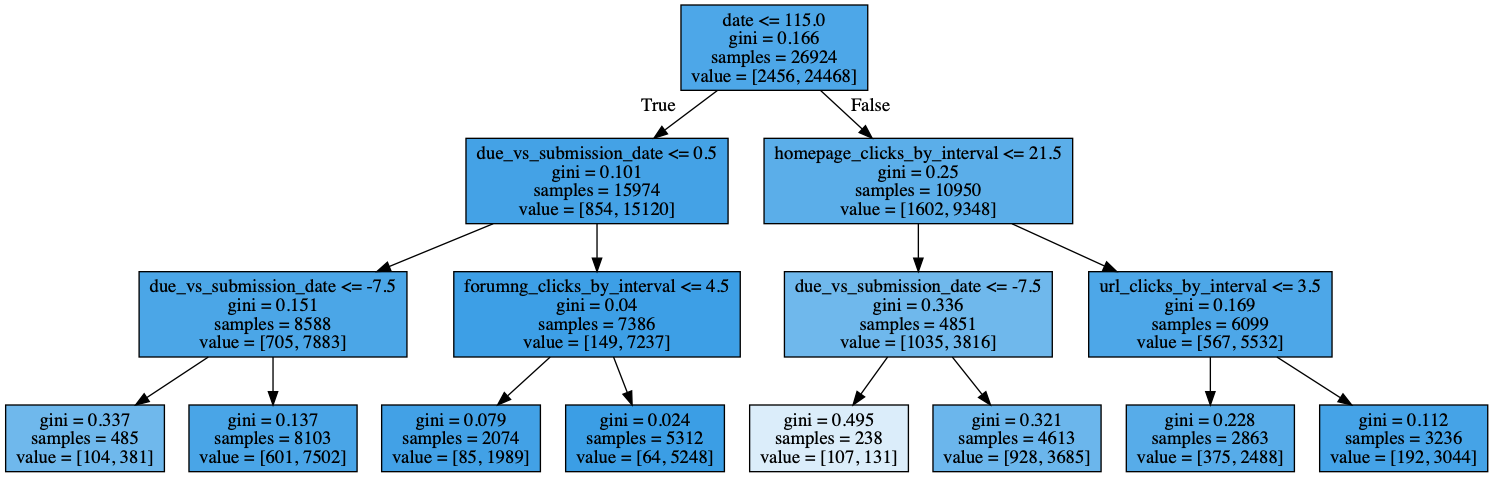 date <= 115.0
gini = 0.166
samples = 26924
value = [2456, 24468]
True
False
due_vs_submission_date <= 0.5
gini = 0.101
samples = 15974
value = [854, 15120]
homepage_clicks_by_interval <= 21.5
gini = 0.25
samples = 10950
value = [1602, 9348]
due_vs_submission_date <= -7.5
gini = 0.151
samples = 8588
value = [705, 7883]
forumng_clicks_by_interval <= 4.5
gini = 0.04
samples = 7386
value = [149, 7237]
due_vs_submission_date <= -7.5
gini = 0.336
samples = 4851
value = [1035, 3816]
url_clicks_by_interval <= 3.5
gini = 0.169
samples = 6099
value = [567, 5532]
gini = 0.337
samples = 485
value = [104, 381]
gini = 0.137
samples = 8103
value = [601, 7502]
gini = 0.079
samples = 2074
value = [85, 1989]
gini = 0.024
samples = 5312
value = [64, 5248]
gini = 0.495
samples = 238
value = [107, 131]
gini = 0.321
samples = 4613
value = [928, 3685]
gini = 0.228
samples = 2863
value = [375, 2488]
gini = 0.112
samples = 3236
value = [192, 3044]